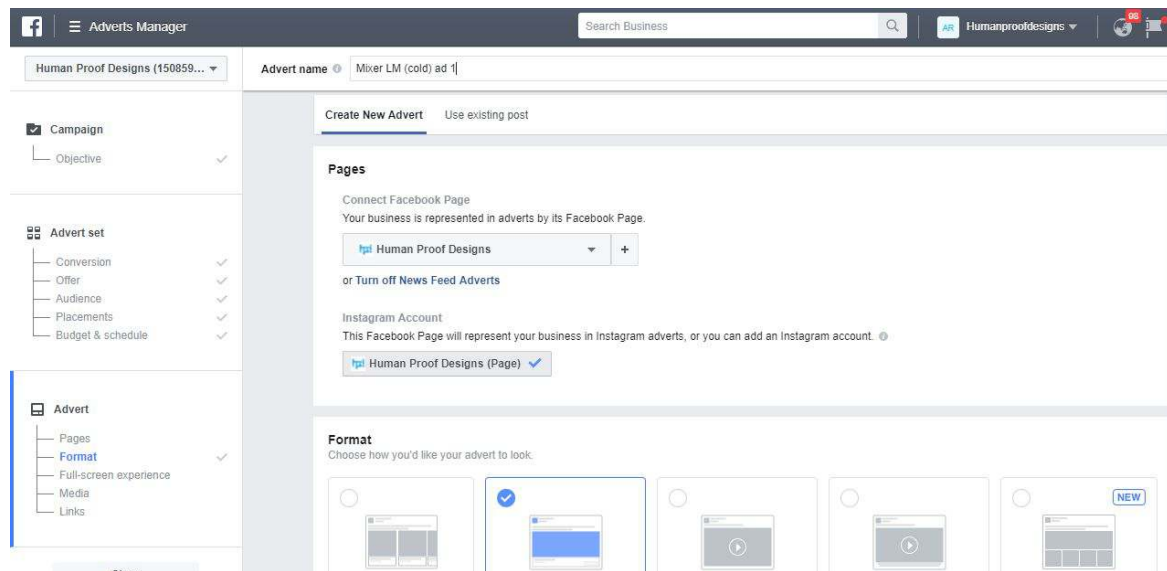 Adverts Manager
Search Business
AR
Humanproofdesigns
98
Human Proof Designs (150859...
Advert name
Mixer LM (cold) ad 1
Campaign
Objective
Advert set
Conversion
Offer
Audience
Placements
Budget & schedule
Advert
Pages
Format
Full-screen experience
Media
Links
Create New Advert Use existing post
Pages
Connect Facebook Page
Your business is represented in adverts by its Facebook Page.
hpd Human Proof Designs
+
or Turn off News Feed Adverts
Instagram Account
This Facebook Page will represent your business in Instagram adverts, or you can add an Instagram account.
hpd Human Proof Designs (Page)
Format
Choose how you'd like your advert to look.
NEW